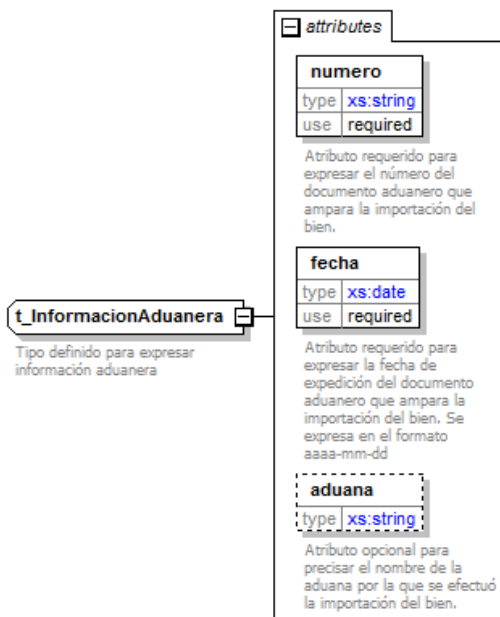 attributes
numero
type xs:string
use required
Atributo requerido para
expresar el número del
documento aduanero que
ampara la importación del
bien.
fecha
type xs:date
use required
Atributo requerido para
expresar la fecha de
expedición del documento
aduanero que ampara la
importación del bien. Se
expresa en el formato
aaaa-mm-dd
t_InformacionAduanera
Tipo definido para expresar
información aduanera
aduana
type xs:string
Atributo opcional para
precisar el nombre de la
aduana por la que se efectuó
la importación del bien.